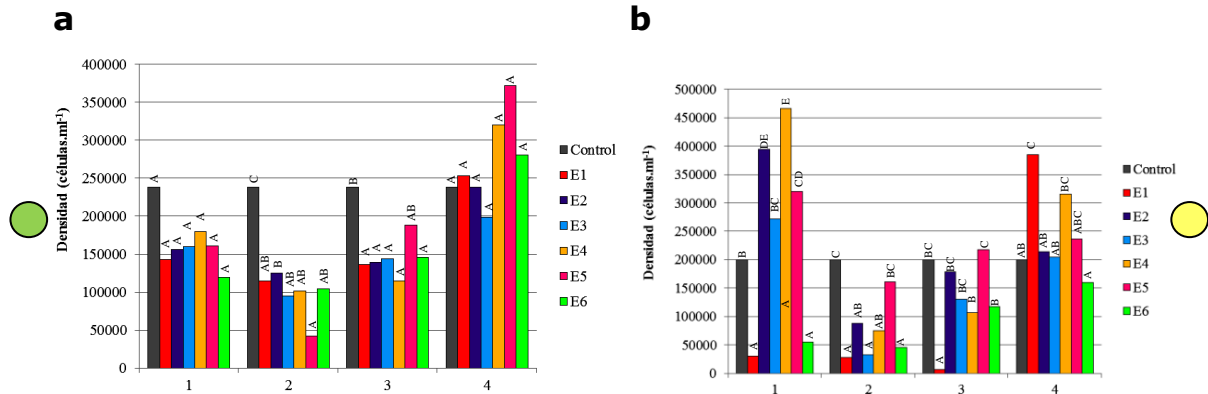 a
Densidad (células.ml-1)
400000
350000
300000
250000
200000
150000
100000
50000
0
A A A A A A A
C AB B AB AB A AB
B A A A A AB A
A A A A A A A
1 2 3 4
Control
E1
E2
E3
E4
E5
E6
b
Densidad (células.ml-1)
500000
450000
400000
350000
300000
250000
200000
150000
100000
50000
0
B A DE BC E CD A
A
C A AB A AB BC A
BC A BC BC B C B
AB C AB AB BC ABC A
1 2 3 4
Control
E1
E2
E3
E4
E5
E6